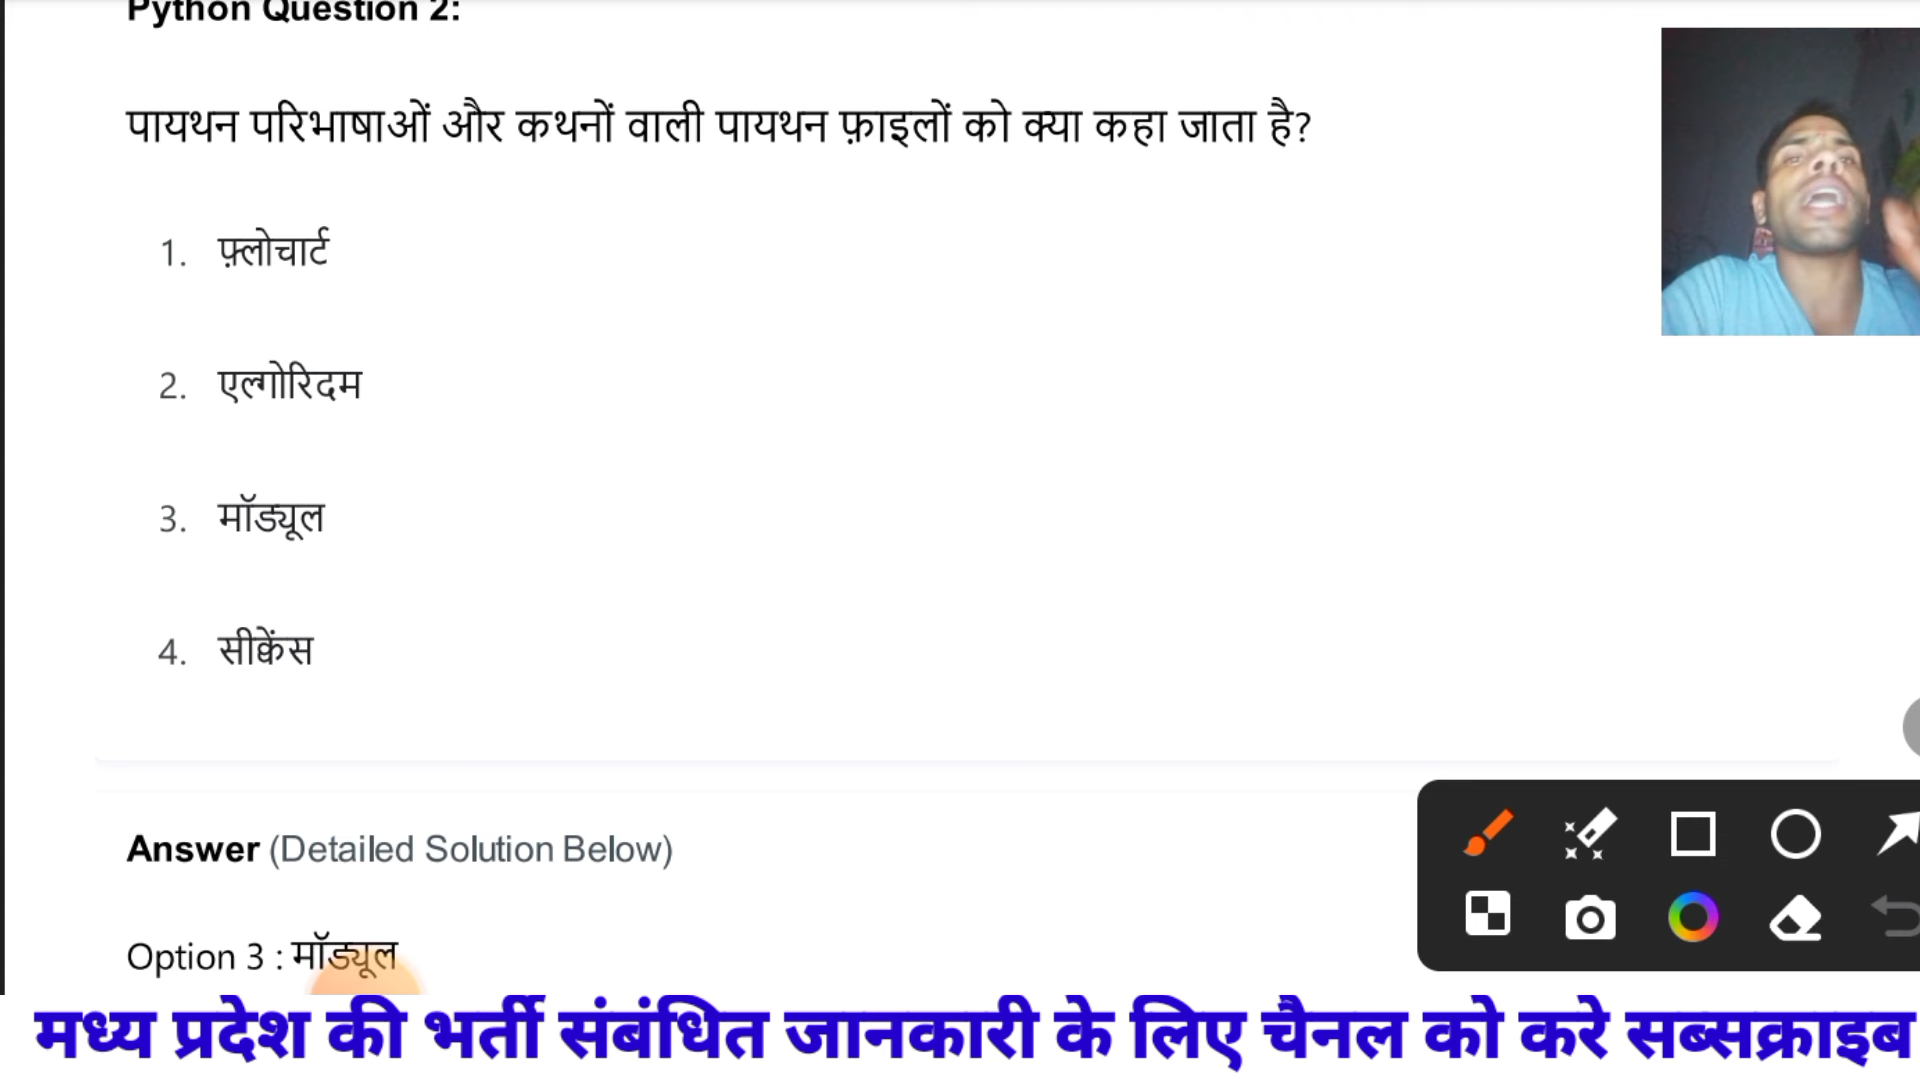 Python Question 2:
पायथन परिभाषाओं और कथनों वाली पायथन फ़ाइलों को क्या कहा जाता है?
1. फ़्लोचार्ट
2. एल्गोरिदम
3. मॉड्यूल
4. सीक्वेंस
Answer (Detailed Solution Below)
Option 3 : मॉड्यूल
मध्य प्रदेश की भर्ती संबंधित जानकारी के लिए चैनल को करे सब्सक्राइब